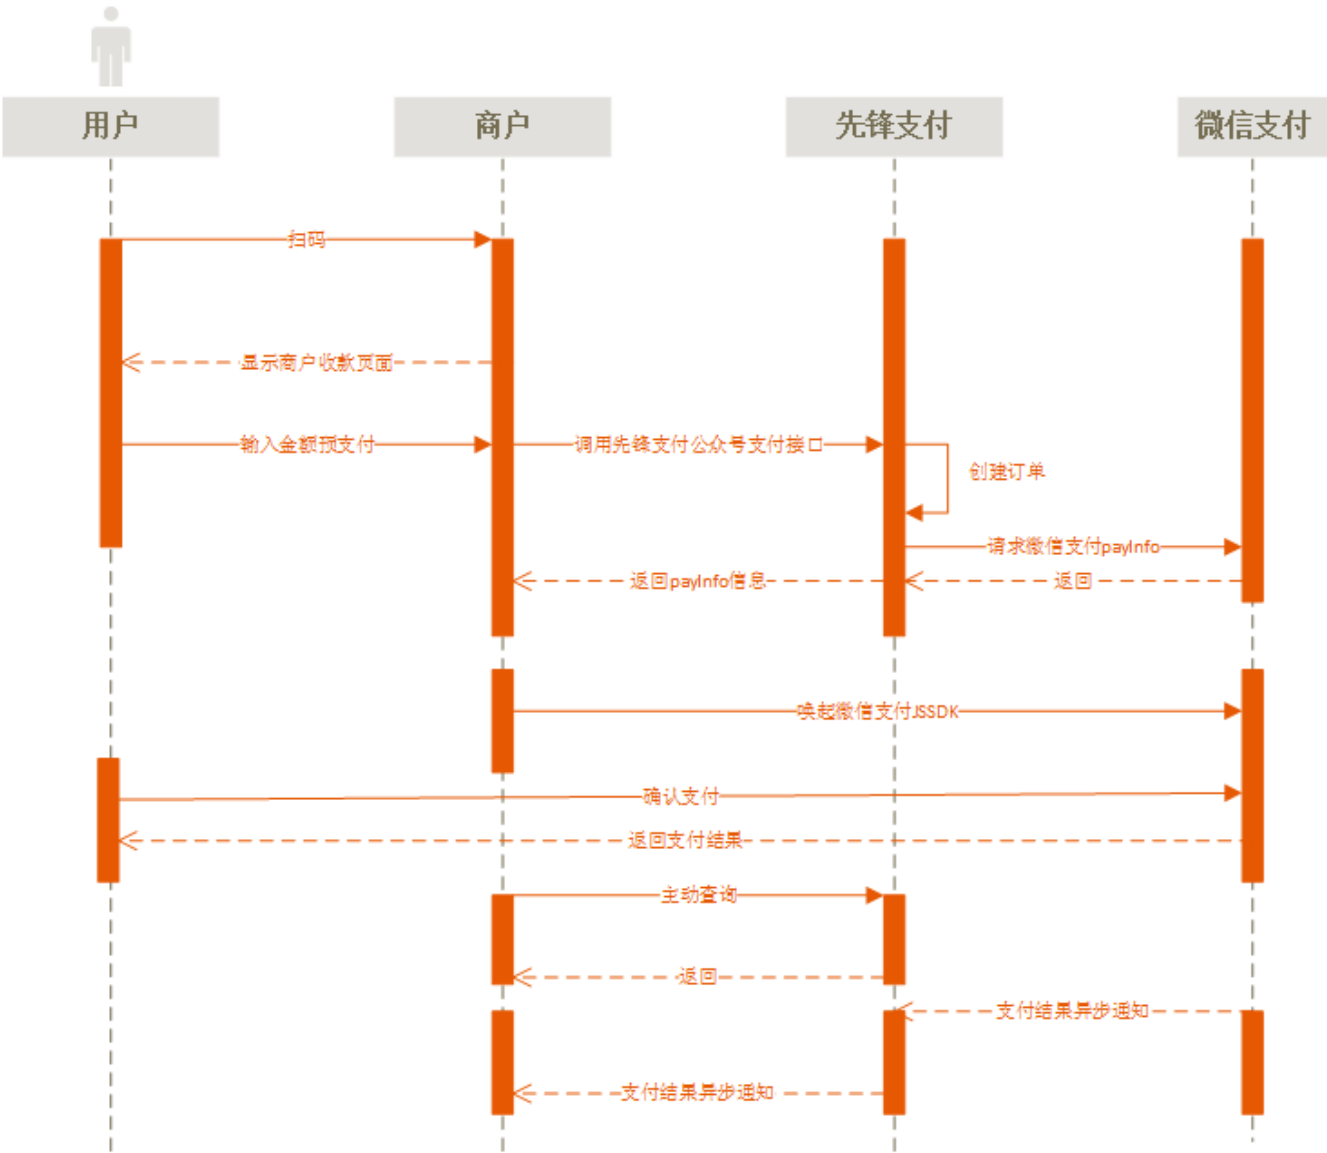 用户
商户
先锋支付
微信支付
扫码
显示商户收款页面
输入金额预支付
调用先锋支付公众号支付接口
创建订单
请求微信支付payInfo
返回payInfo信息
返回
唤起微信支付JSSDK
确认支付
返回支付结果
主动查询
返回
支付结果异步通知
支付结果异步通知